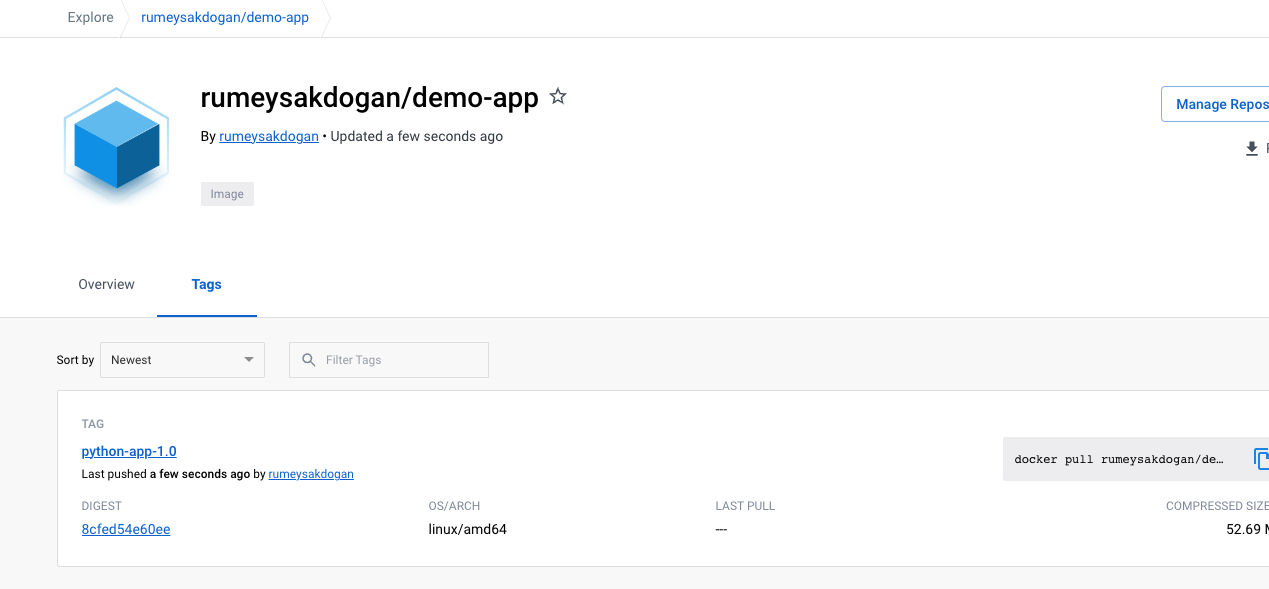 Explore rumeysakdogan/demo-app
rumeysakdogan/demo-app
Manage Repos
By rumeysakdogan • Updated a few seconds ago
Image
Overview Tags
Sort by Newest Filter Tags
TAG
python-app-1.0
docker pull rumeysakdogan/de…
Last pushed a few seconds ago by rumeysakdogan
DIGEST OS/ARCH LAST PULL COMPRESSED SIZE
8cfed54e60ee linux/amd64 --- 52.69